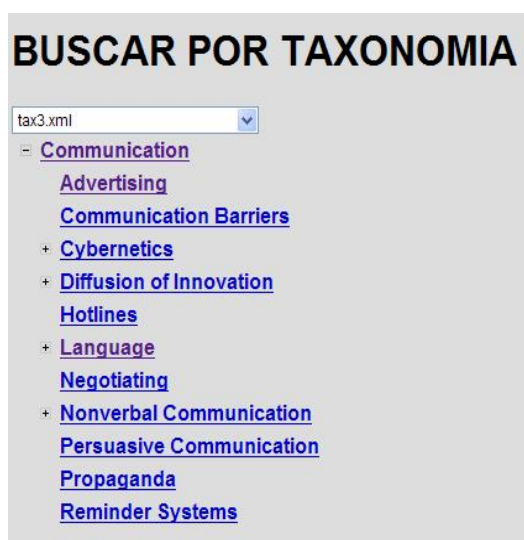 BUSCAR POR TAXONOMIA
tax3.xml
Communication
Advertising
Communication Barriers
Cybernetics
Diffusion of Innovation
Hotlines
Language
Negotiating
Nonverbal Communication
Persuasive Communication
Propaganda
Reminder Systems